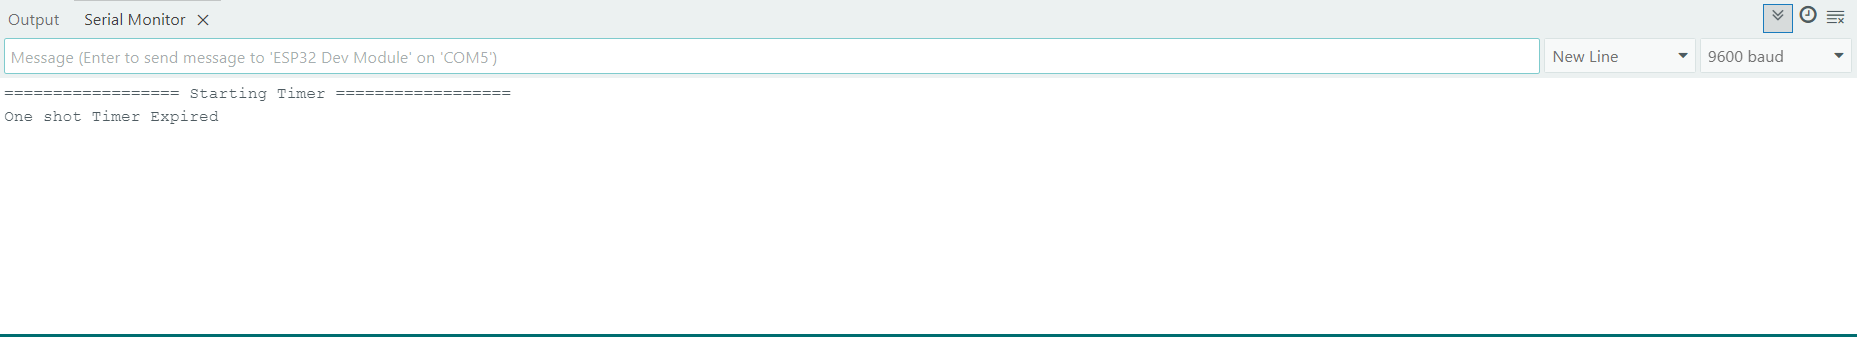 Output Serial Monitor
Message (Enter to send message to 'ESP32 Dev Module' on 'COM5') New Line 9600 baud
================== Starting Timer ==================
One shot Timer Expired